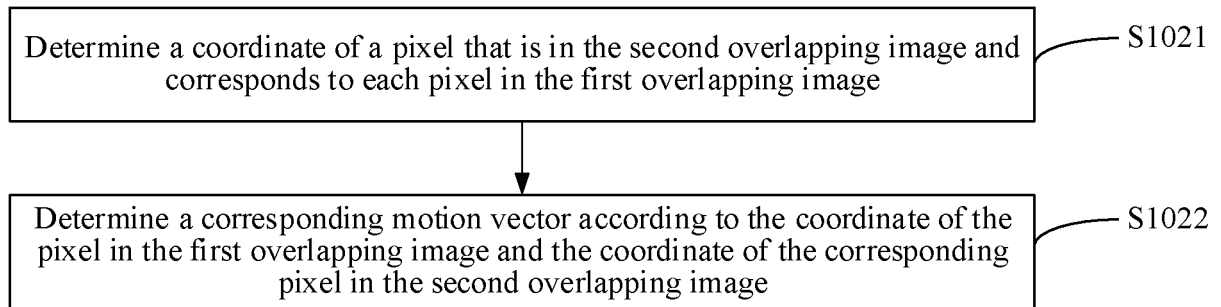 Determine a coordinate of a pixel that is in the second overlapping image and
corresponds to each pixel in the first overlapping image
S1021
Determine a corresponding motion vector according to the coordinate of the
pixel in the first overlapping image and the coordinate of the corresponding
pixel in the second overlapping image
S1022